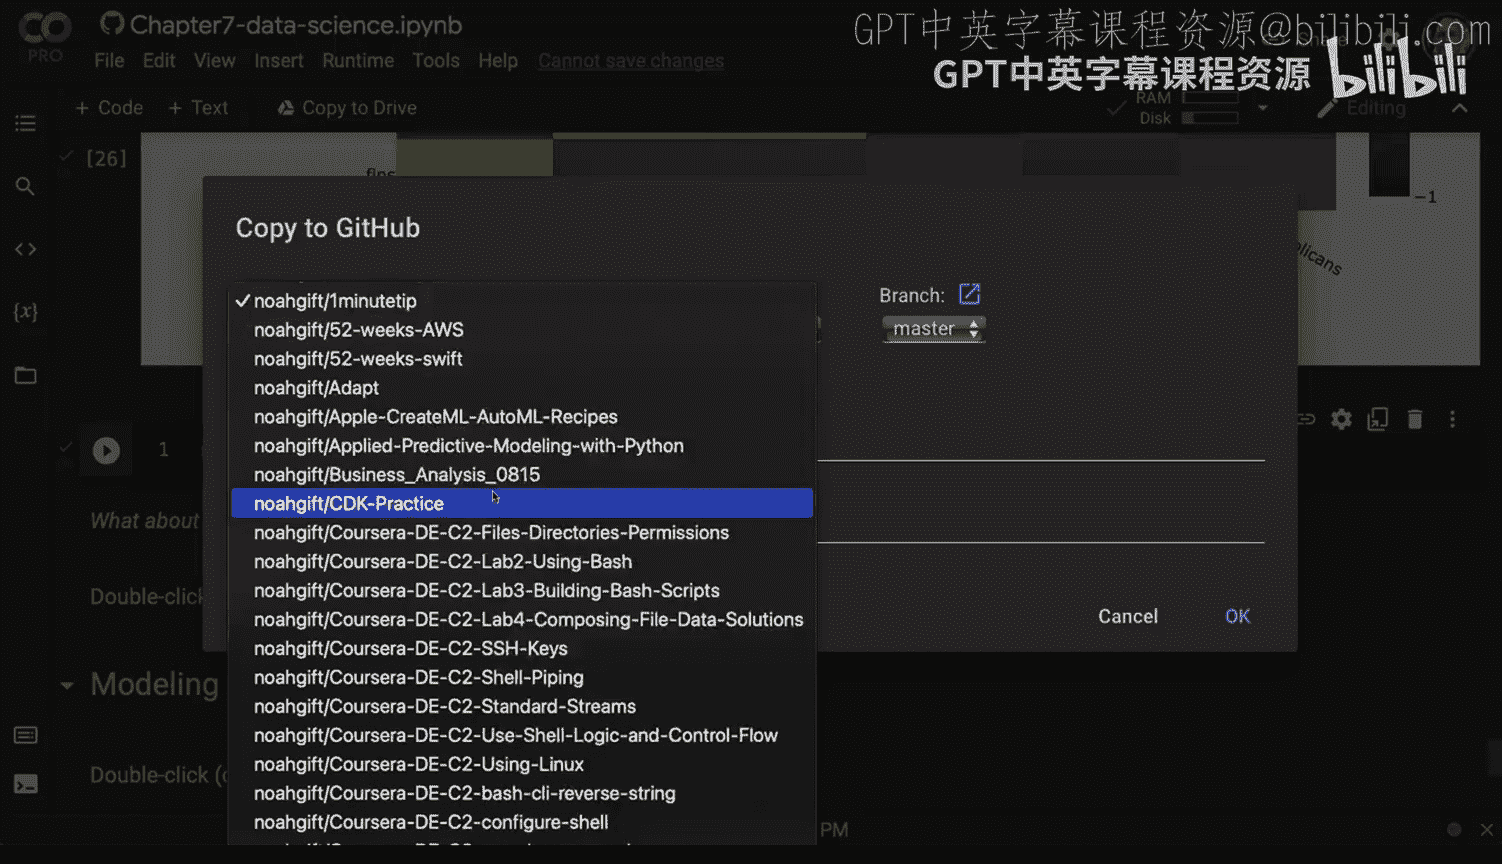 Chapter7-data-science.ipynb
GPT中英字幕课程资源@bilibili.com
GPT中英字幕课程资源 bilibili
PRO
File Edit View Insert Runtime Tools Help Cannot save changes
+ Code + Text Copy to Drive
RAM
Disk
Editing
[26]
−1
Copy to GitHub
noahgift/1minutetip
noahgift/52-weeks-AWS
noahgift/52-weeks-swift
noahgift/Adapt
noahgift/Apple-CreateML-AutoML-Recipes
noahgift/Applied-Predictive-Modeling-with-Python
noahgift/Business_Analysis_0815
noahgift/CDK-Practice
noahgift/Coursera-DE-C2-Files-Directories-Permissions
noahgift/Coursera-DE-C2-Lab2-Using-Bash
noahgift/Coursera-DE-C2-Lab3-Building-Bash-Scripts
noahgift/Coursera-DE-C2-Lab4-Composing-File-Data-Solutions
noahgift/Coursera-DE-C2-SSH-Keys
noahgift/Coursera-DE-C2-Shell-Piping
noahgift/Coursera-DE-C2-Standard-Streams
noahgift/Coursera-DE-C2-Use-Shell-Logic-and-Control-Flow
noahgift/Coursera-DE-C2-Using-Linux
noahgift/Coursera-DE-C2-bash-cli-reverse-string
noahgift/Coursera-DE-C2-configure-shell
Branch:
master
plicans
1
What about
Double-click
Cancel OK
Modeling
Double-click (
PM